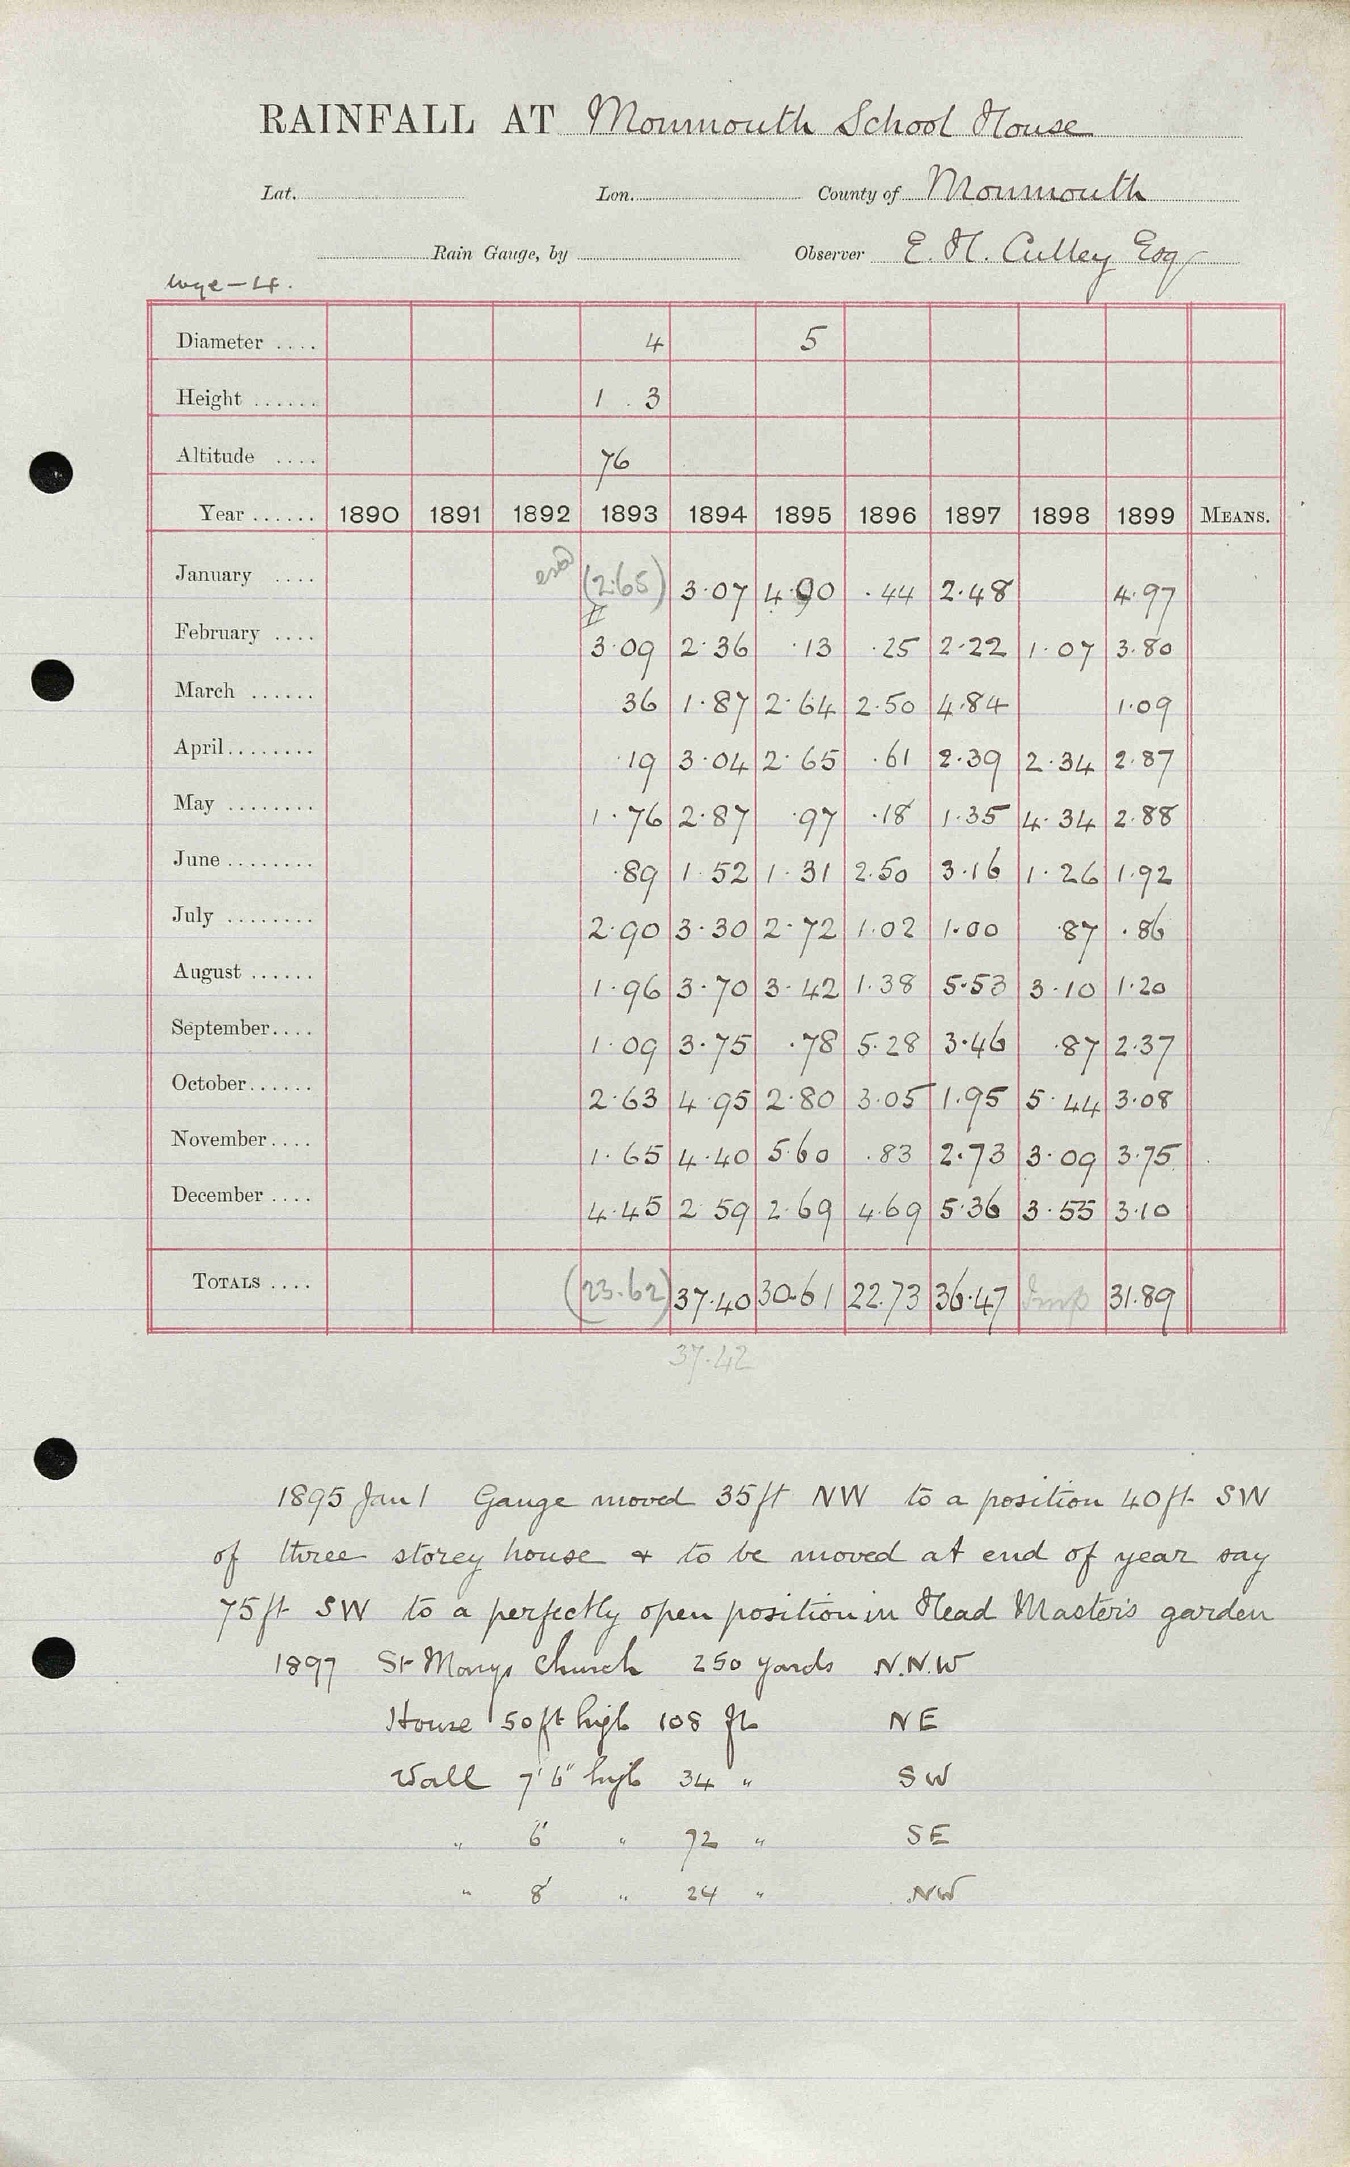 RAINFALL AT Monmouth School House
Lat. Lon. County of Monmouth
Rain Gauge, by Observer E. H. Culley Esq
Wye-4.
Diameter .... 4 5
Height ...... 1 . 3
Altitude .... 76
Year ...... 1890 1891 1892 1893 1894 1895 1896 1897 1898 1899 MEANS.
January .... (2.65) 3.07 4.90 .44 2.48 4.97
February .... 3.09 2.36 .13 .25 2.22 1.07 3.80
March ...... 36 1.87 2.64 2.50 4.84 1.09
April ........ .19 3.04 2.65 .61 2.39 2.34 2.87
May ........ 1.76 2.87 .97 .18 1.35 4.34 2.88
June ........ .89 1.52 1.31 2.50 3.16 1.26 1.92
July ........ 2.90 3.30 2.72 1.02 1.00 .87 .86
August ...... 1.96 3.70 3.42 1.38 5.53 3.10 1.20
September.... 1.09 3.75 .78 5.28 3.46 .87 2.37
October...... 2.63 4.95 2.80 3.05 1.95 5.44 3.08
November.... 1.65 4.40 5.60 .83 2.73 3.09 3.75
December .... 4.45 2 59 2.69 4.69 5.36 3.55 3.10
TOTALS .... (23.62) 37.40 30.61 22.73 36.47 Imp 31.89
37.42
1895 Jan 1 Gauge moved 35ft NW to a position 40ft SW
of three storey house & to be moved at end of year say
75ft SW to a perfectly open position in Head Master's garden
1897 St Marys Church 250 yards N.N.W
House 50ft high 108 ft NE
Wall 7'6" high 34 " SW
" 6' " 72 " SE
" 8' " 24 " NW